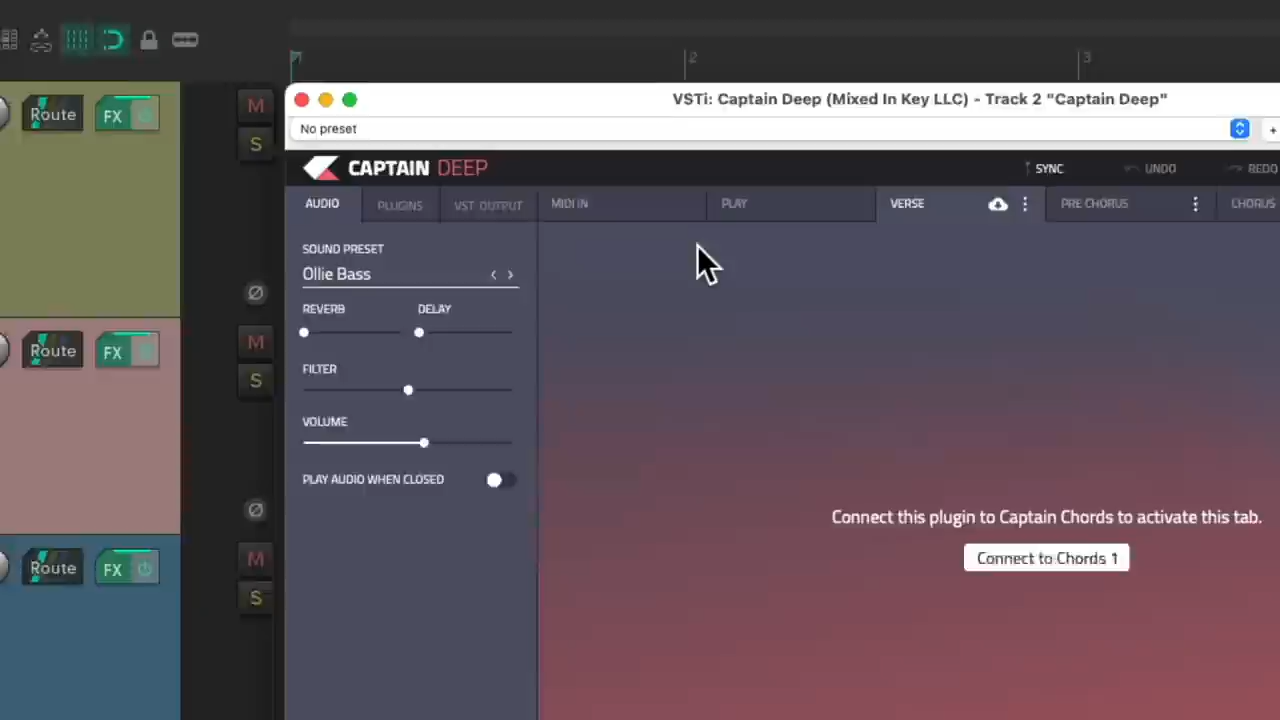 2
3
Route
FX
M
S
VSTi: Captain Deep (Mixed In Key LLC) - Track 2 "Captain Deep"
No preset
+
CAPTAIN DEEP
SYNC
UNDO
REDO
AUDIO
PLUGINS
VST OUTPUT
MIDI IN
PLAY
VERSE
PRE CHORUS
CHORUS
SOUND PRESET
Ollie Bass
REVERB
DELAY
FILTER
VOLUME
PLAY AUDIO WHEN CLOSED
Route
FX
M
S
Connect this plugin to Captain Chords to activate this tab.
Connect to Chords 1
Route
FX
M
S